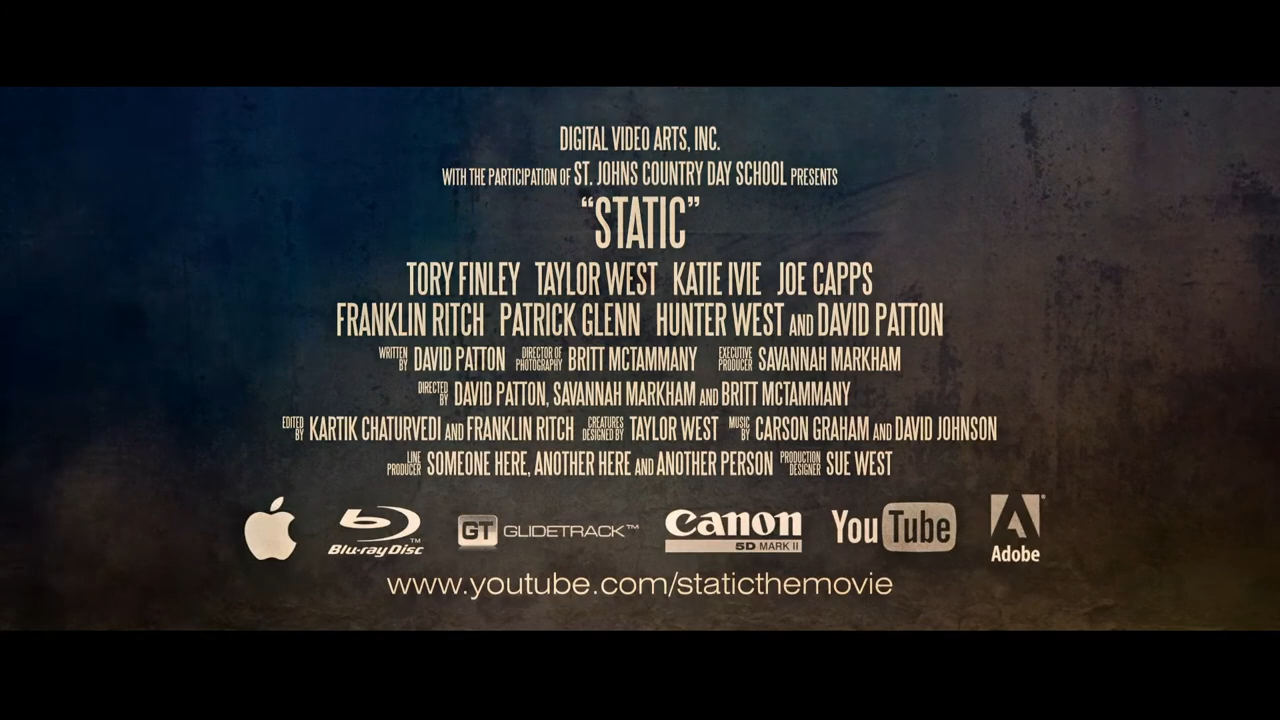 DIGITAL VIDEO ARTS, INC.
WITH THE PARTICIPATION OF ST. JOHNS COUNTRY DAY SCHOOL PRESENTS
“STATIC”
TORY FINLEY TAYLOR WEST KATIE IVIE JOE CAPPS
FRANKLIN RITCH PATRICK GLENN HUNTER WEST AND DAVID PATTON
WRITTEN BY DAVID PATTON DIRECTOR OF PHOTOGRAPHY BRITT MCTAMMANY EXECUTIVE PRODUCER SAVANNAH MARKHAM
DIRECTED BY DAVID PATTON, SAVANNAH MARKHAM AND BRITT MCTAMMANY
EDITED BY KARTIK CHATURVEDI AND FRANKLIN RITCH CREATURES DESIGNED BY TAYLOR WEST MUSIC BY CARSON GRAHAM AND DAVID JOHNSON
LINE PRODUCER SOMEONE HERE, ANOTHER HERE AND ANOTHER PERSON PRODUCTION DESIGNER SUE WEST
Blu-ray Disc™ GT GLIDETRACK™ Canon 5D MARK II YouTube Adobe®
www.youtube.com/staticthemovie